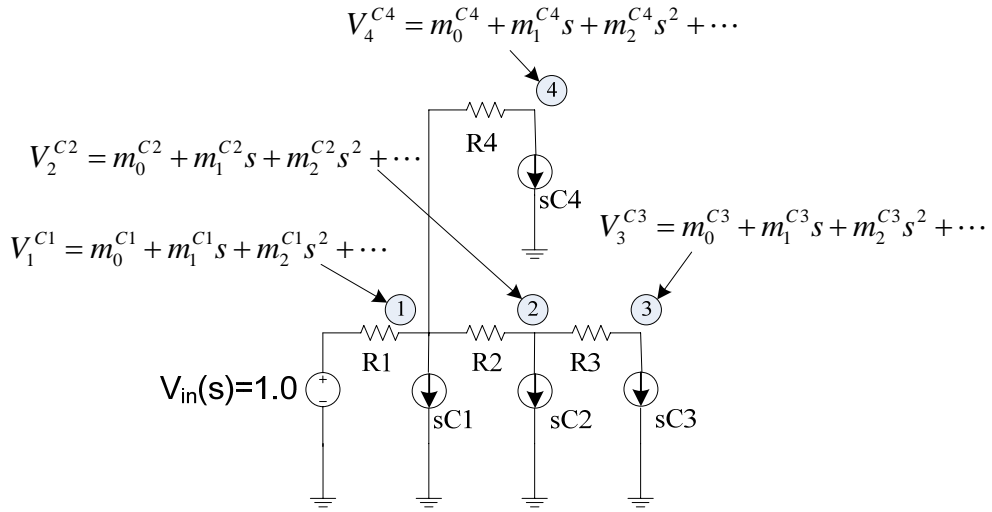 V_4^{C4} = m_0^{C4} + m_1^{C4}s + m_2^{C4}s^2 + ⋯
4
R4
V_2^{C2} = m_0^{C2} + m_1^{C2}s + m_2^{C2}s^2 + ⋯
sC4
V_3^{C3} = m_0^{C3} + m_1^{C3}s + m_2^{C3}s^2 + ⋯
V_1^{C1} = m_0^{C1} + m_1^{C1}s + m_2^{C1}s^2 + ⋯
1 2 3
R1 R2 R3
V_{in}(s)=1.0 + −
sC1 sC2 sC3